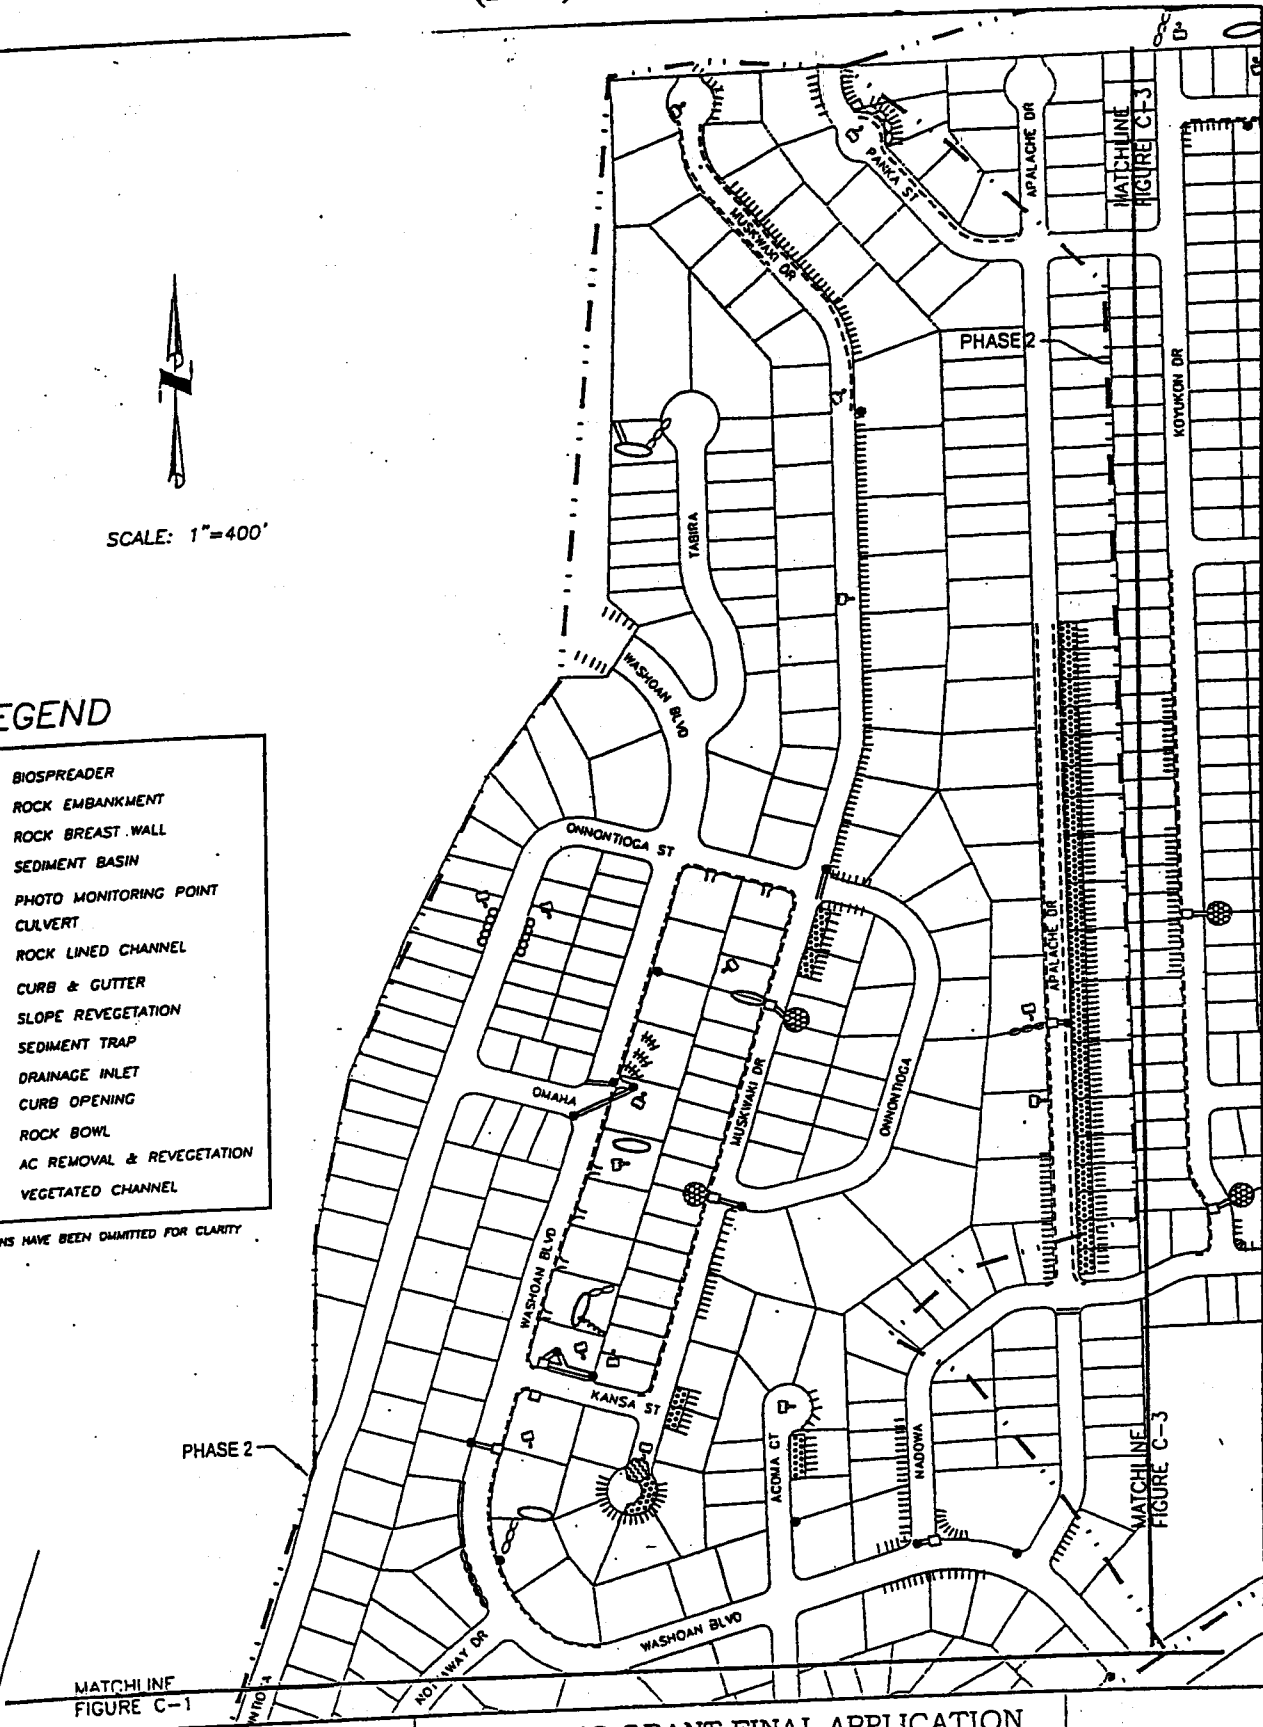 MATCHLINE
FIGURE C-3
APALACHE DR
PANKA ST
MUSKWAKI DR
PHASE 2
KOYUKON DR
SCALE: 1"=400'
TABIRA
WASHOAN BLVD
EGEND
BIOSPREADER
ROCK EMBANKMENT
ROCK BREAST WALL
SEDIMENT BASIN
PHOTO MONITORING POINT
CULVERT
ROCK LINED CHANNEL
CURB & GUTTER
SLOPE REVEGETATION
SEDIMENT TRAP
DRAINAGE INLET
CURB OPENING
ROCK BOWL
AC REMOVAL & REVEGETATION
VEGETATED CHANNEL
NS HAVE BEEN OMMITTED FOR CLARITY
ONNONTIOGA ST
APALACHE DR
OMAHA
MUSKWAKI DR
ONNONTIOGA
WASHOAN BLVD
KANSA ST
PHASE 2
ACOMA CT
NADOWA
MATCHLINE
FIGURE C-3
WASHOAN BLVD
WAY DR
MATCHLINE
FIGURE C-1
NTIOGA
GRANT FINAL APPLICATION